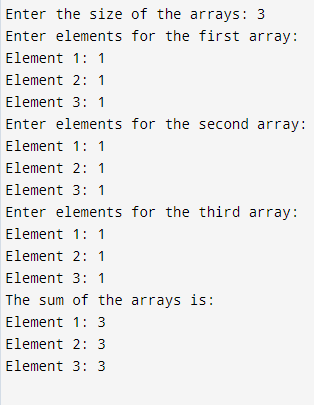 Enter the size of the arrays: 3
Enter elements for the first array:
Element 1: 1
Element 2: 1
Element 3: 1
Enter elements for the second array:
Element 1: 1
Element 2: 1
Element 3: 1
Enter elements for the third array:
Element 1: 1
Element 2: 1
Element 3: 1
The sum of the arrays is:
Element 1: 3
Element 2: 3
Element 3: 3